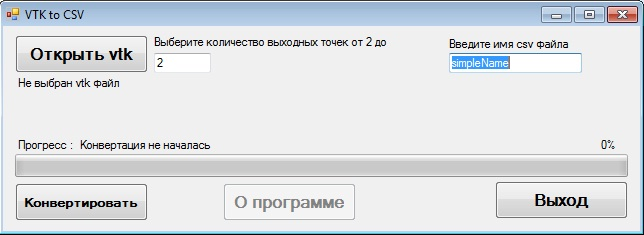 VTK to CSV
Открыть vtk
Выберите количество выходных точек от 2 до
2
Введите имя csv файла
simpleName
Не выбран vtk файл
Прогресс : Конвертация не началась
0%
Конвертировать
О программе
Выход